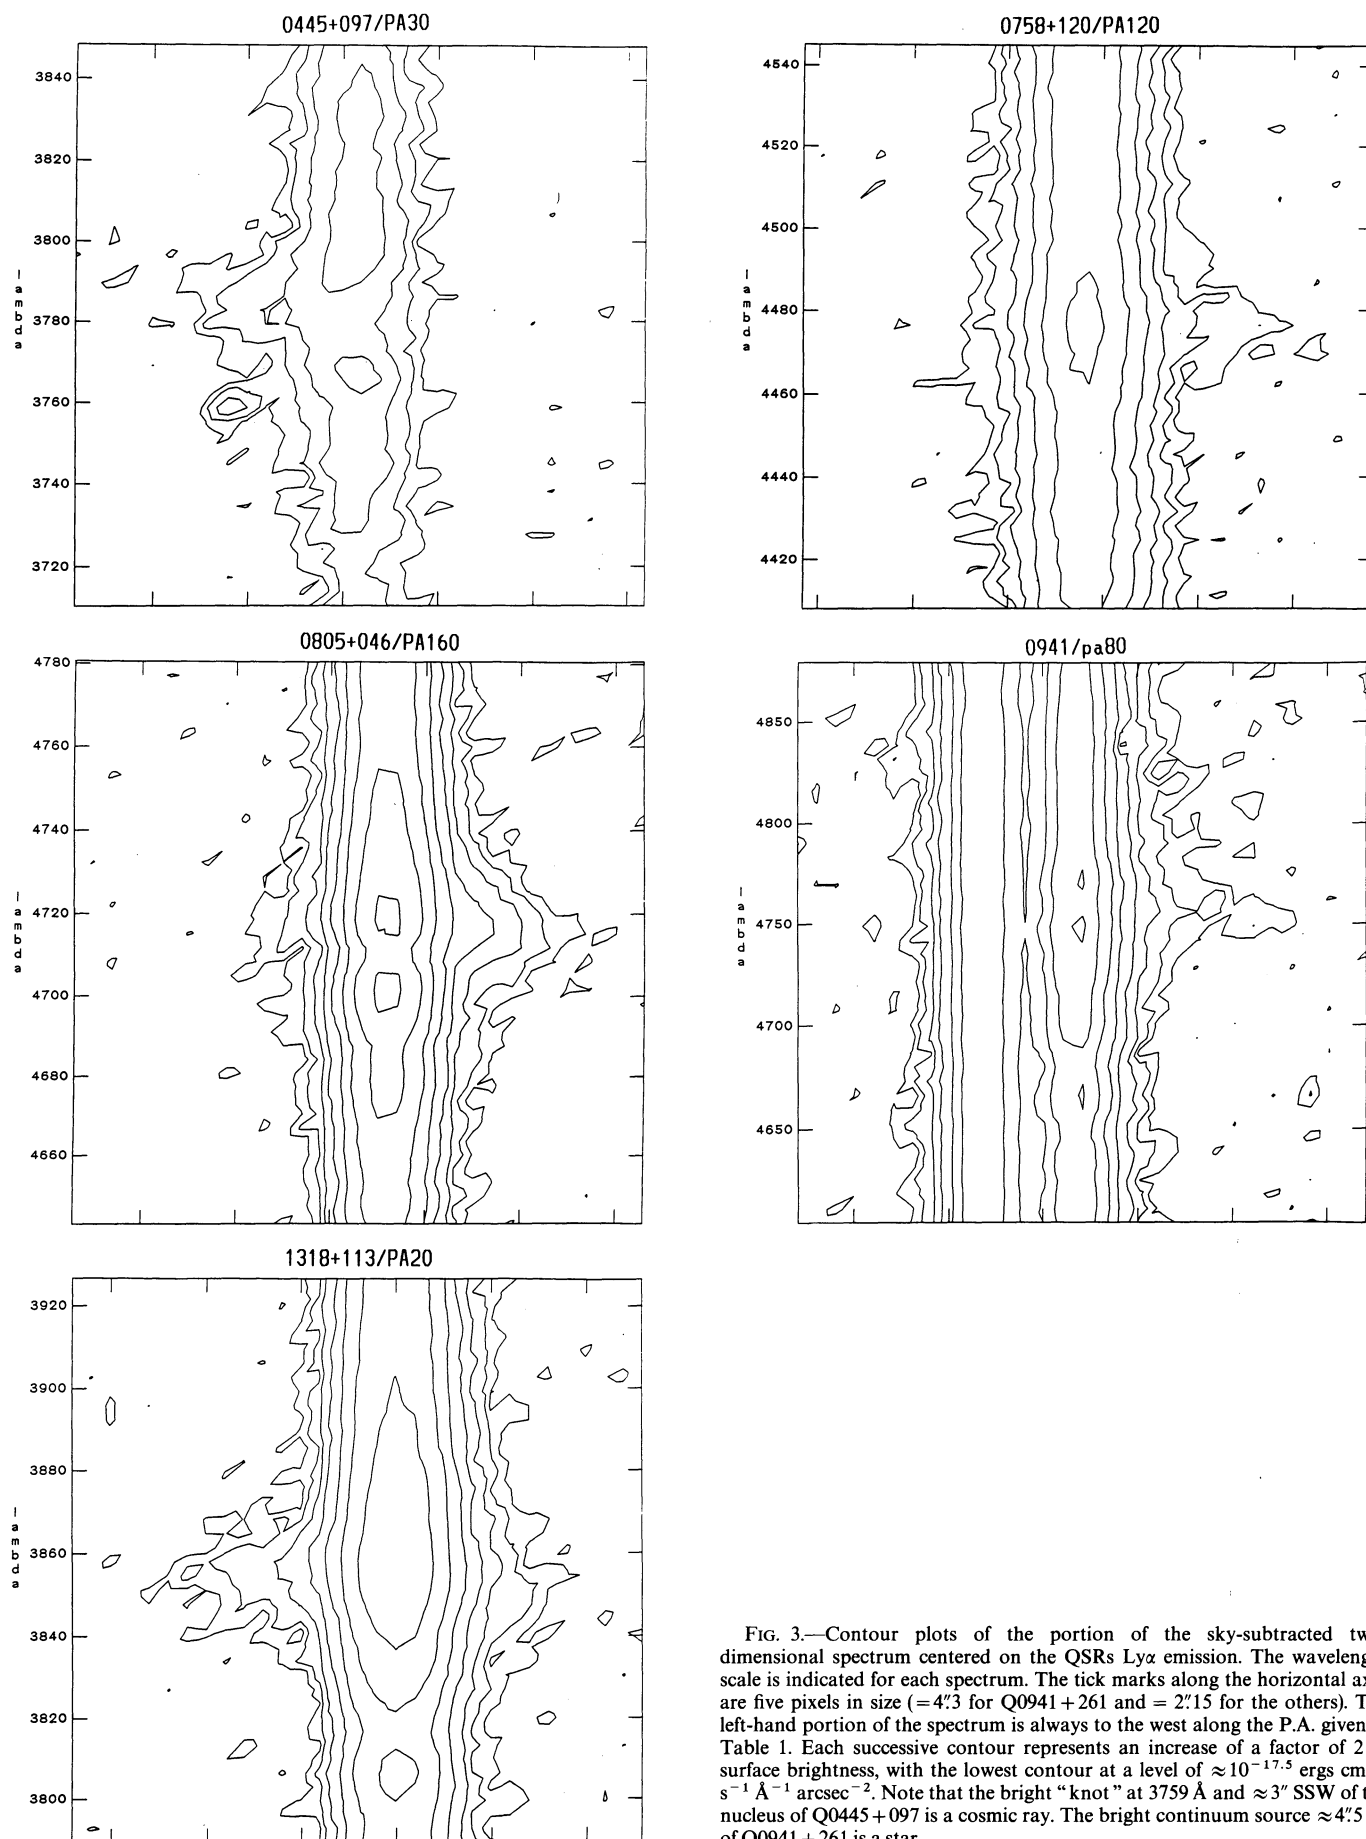 0445+097/PA30
3840
3820
3800
3780
3760
3740
3720
lambda
0758+120/PA120
4540
4520
4500
4480
4460
4440
4420
lambda
0805+046/PA160
4780
4760
4740
4720
4700
4680
4660
lambda
0941/pa80
4850
4800
4750
4700
4650
lambda
1318+113/PA20
3920
3900
3880
3860
3840
3820
3800
lambda
FIG. 3.—Contour plots of the portion of the sky-subtracted tw
dimensional spectrum centered on the QSRs Lyα emission. The waveleng
scale is indicated for each spectrum. The tick marks along the horizontal ax
are five pixels in size (=4″.3 for Q0941+261 and = 2″.15 for the others). T
left-hand portion of the spectrum is always to the west along the P.A. given
Table 1. Each successive contour represents an increase of a factor of 2
surface brightness, with the lowest contour at a level of ≈10^−17.5 ergs cm
s^−1 Å^−1 arcsec^−2. Note that the bright “knot” at 3759 Å and ≈3″ SSW of t
nucleus of Q0445+097 is a cosmic ray. The bright continuum source ≈4″.5
of Q0941+261 is a star